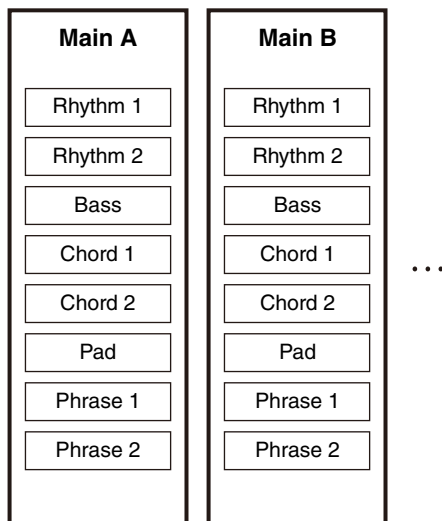 Main A
Rhythm 1
Rhythm 2
Bass
Chord 1
Chord 2
Pad
Phrase 1
Phrase 2
Main B
Rhythm 1
Rhythm 2
Bass
Chord 1
Chord 2
Pad
Phrase 1
Phrase 2
...